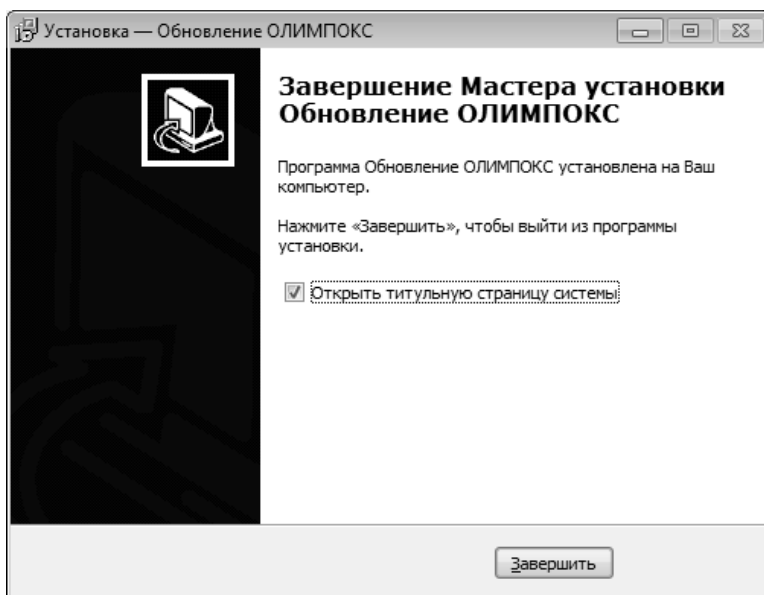 Установка — Обновление ОЛИМПОКС
Завершение Мастера установки
Обновление ОЛИМПОКС
Программа Обновление ОЛИМПОКС установлена на Ваш
компьютер.
Нажмите «Завершить», чтобы выйти из программы
установки.
Открыть титульную страницу системы
Завершить